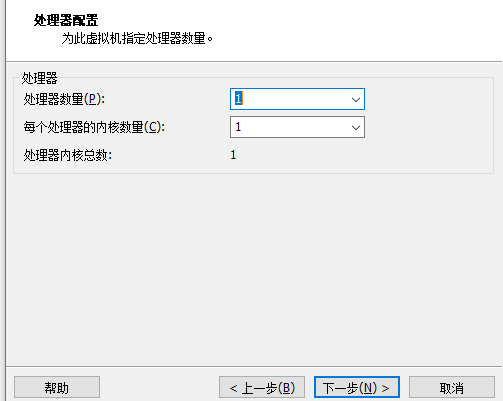 处理器配置
为此虚拟机指定处理器数量。
处理器
处理器数量(P):
1
每个处理器的内核数量(C):
1
处理器内核总数:
1
帮助
< 上一步(B)
下一步(N) >
取消